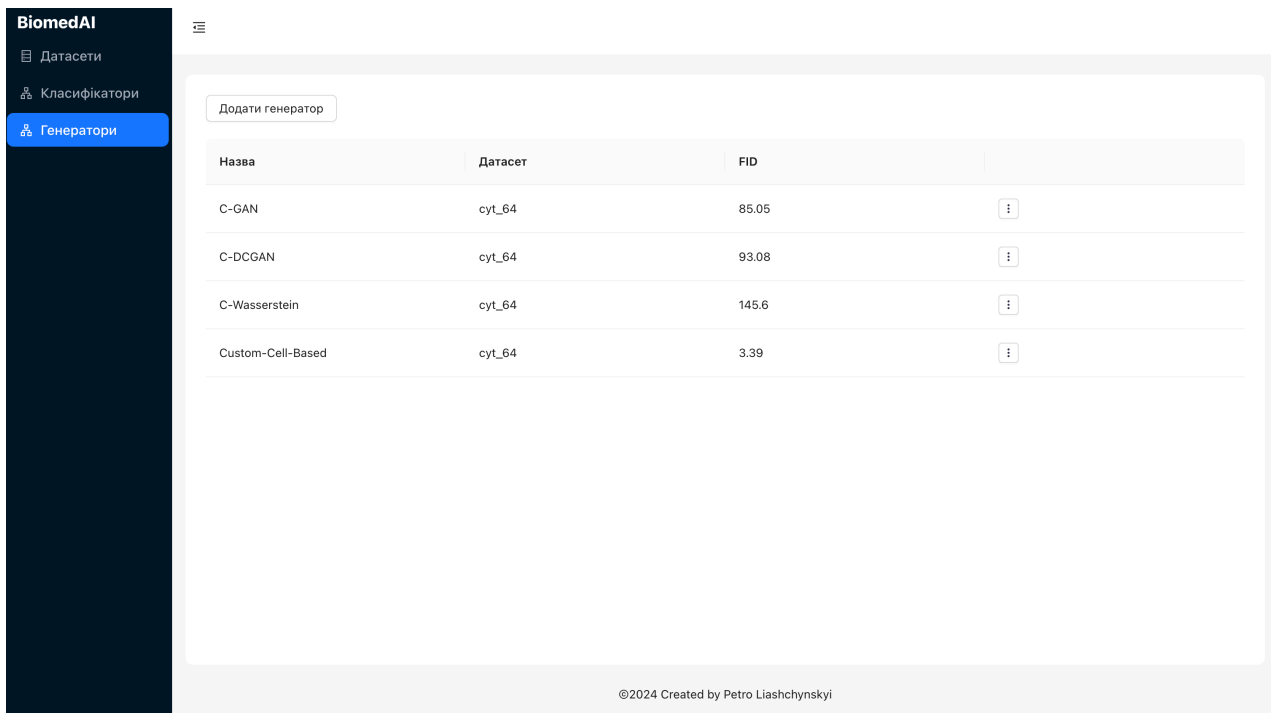 BiomedAI
Датасети
Класифікатори
Генератори
Додати генератор
Назва Датасет FID
C-GAN cyt_64 85.05
C-DCGAN cyt_64 93.08
C-Wasserstein cyt_64 145.6
Custom-Cell-Based cyt_64 3.39
©2024 Created by Petro Liashchynskyi